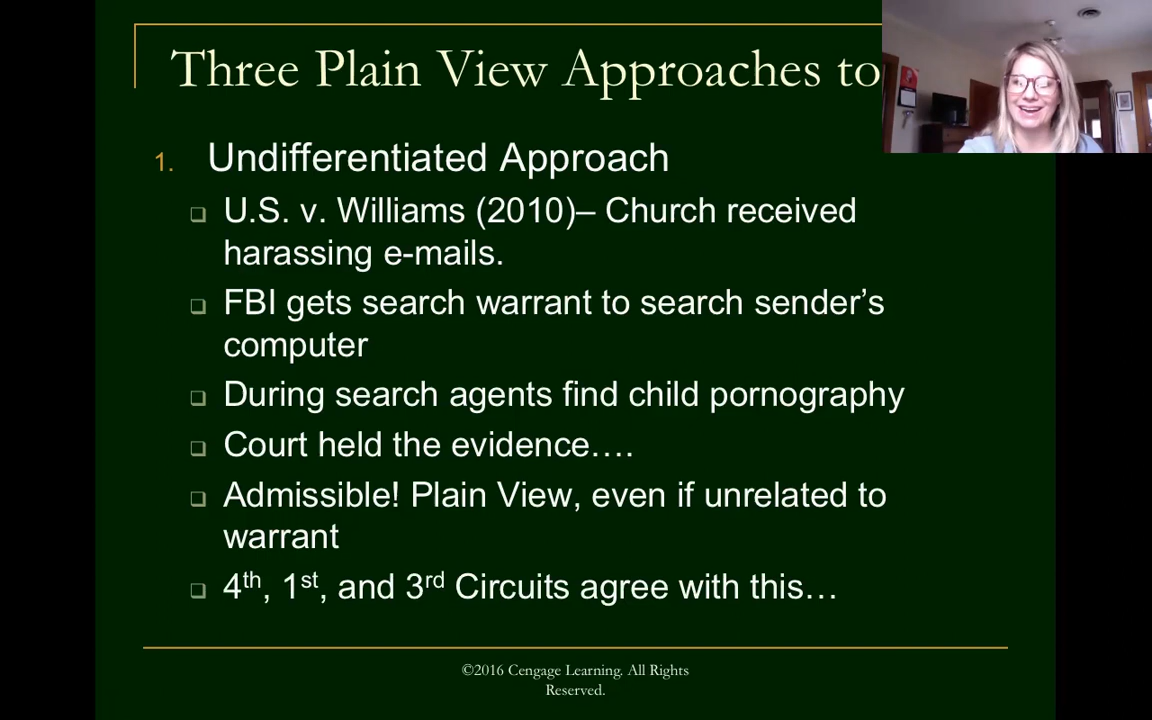 Three Plain View Approaches to
1. Undifferentiated Approach
❑ U.S. v. Williams (2010)– Church received
harassing e-mails.
❑ FBI gets search warrant to search sender’s
computer
❑ During search agents find child pornography
❑ Court held the evidence….
❑ Admissible! Plain View, even if unrelated to
warrant
❑ 4th, 1st, and 3rd Circuits agree with this…
©2016 Cengage Learning. All Rights
Reserved.